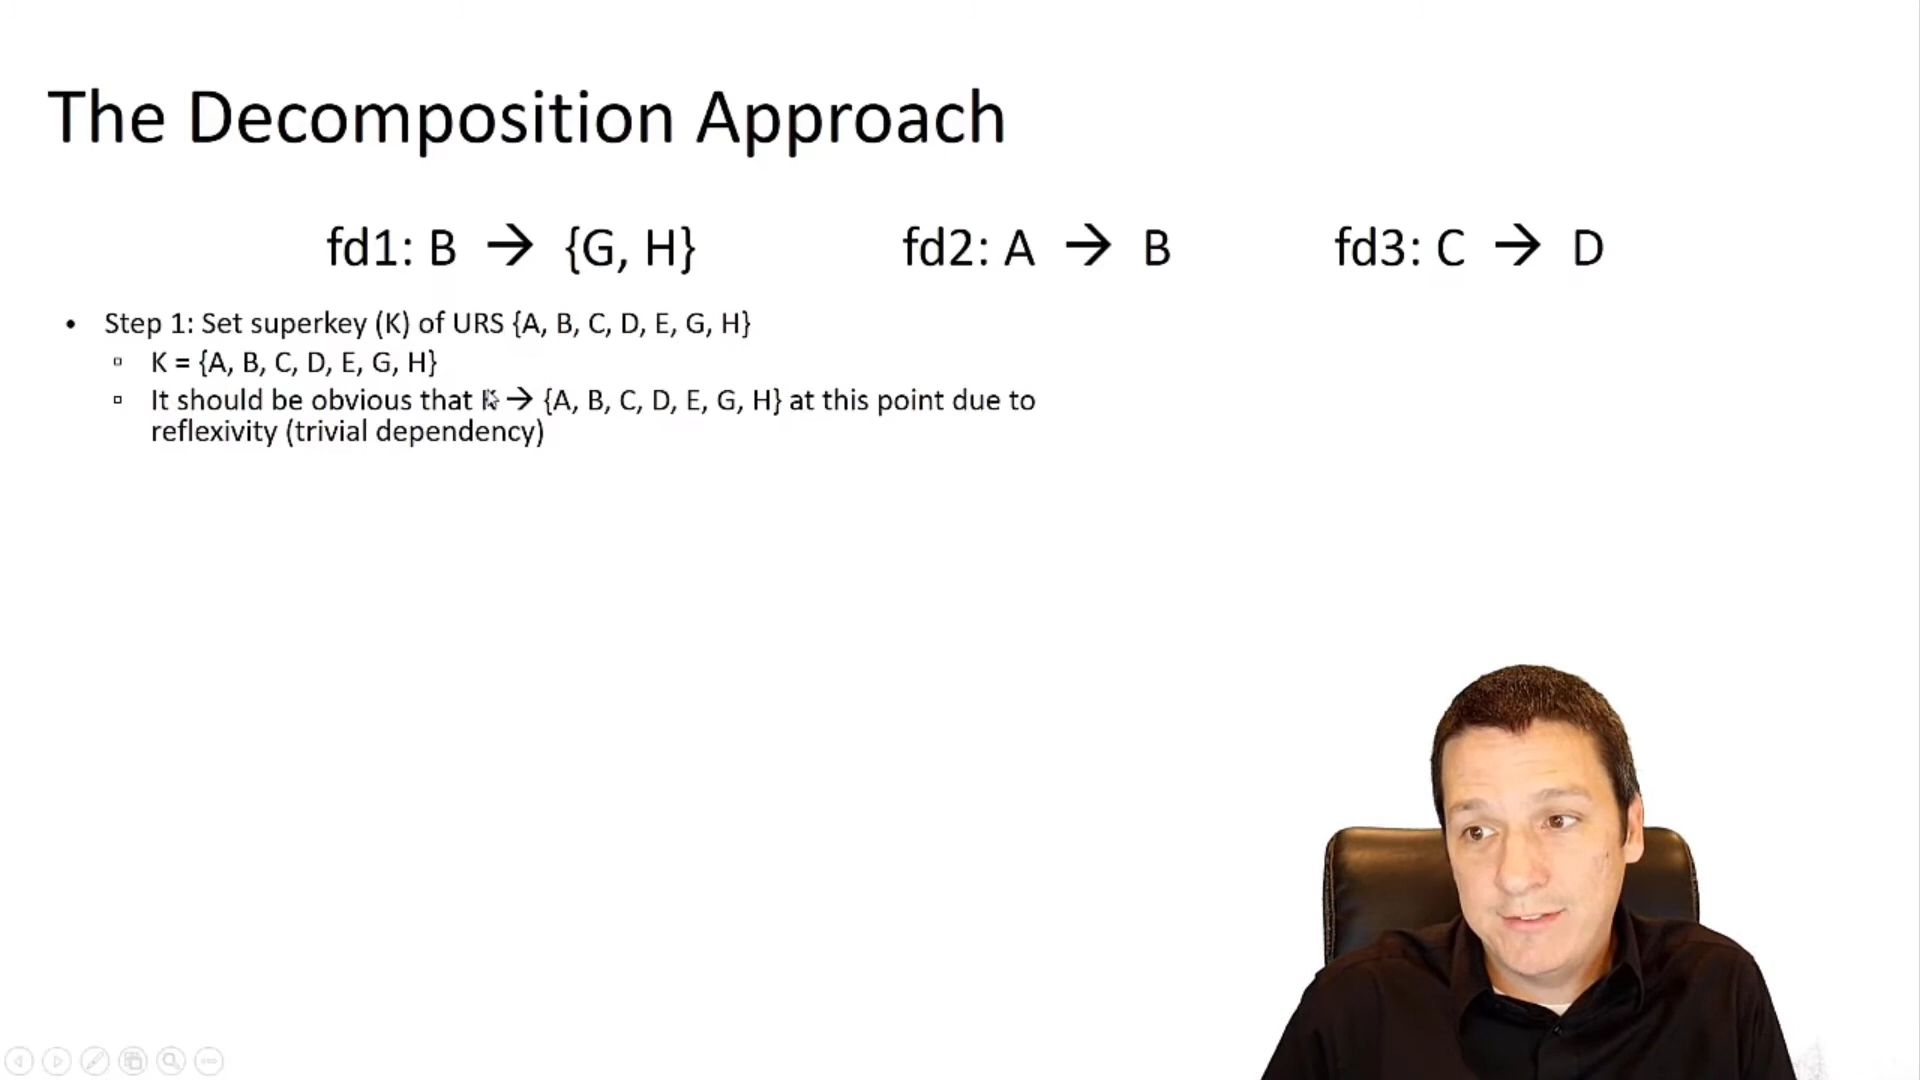 The Decomposition Approach
fd1: B → {G, H} fd2: A → B fd3: C → D
• Step 1: Set superkey (K) of URS {A, B, C, D, E, G, H}
▫ K = {A, B, C, D, E, G, H}
▫ It should be obvious that K → {A, B, C, D, E, G, H} at this point due to
reflexivity (trivial dependency)